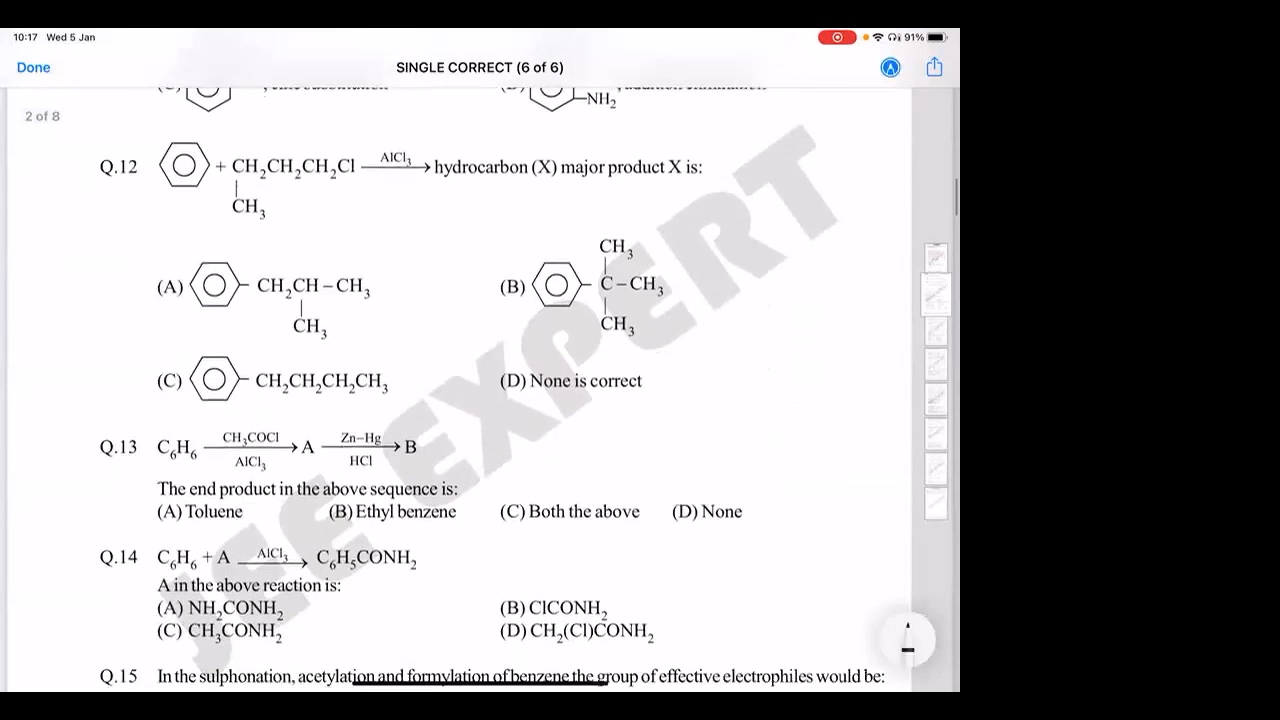 10:17 Wed 5 Jan 91%
Done SINGLE CORRECT (6 of 6)
NH₂
2 of 8
Q.12 + CH₂CH₂CH₂Cl AlCl₃ → hydrocarbon (X) major product X is:
CH₃
(A) CH₂CH–CH₃
CH₃
(B) CH₃
C–CH₃
CH₃
(C) CH₂CH₂CH₂CH₃ (D) None is correct
Q.13 C₆H₆ CH₃COCl AlCl₃ → A Zn–Hg HCl → B
The end product in the above sequence is:
(A) Toluene (B) Ethyl benzene (C) Both the above (D) None
Q.14 C₆H₆ + A AlCl₃ → C₆H₅CONH₂
A in the above reaction is:
(A) NH₂CONH₂ (B) ClCONH₂
(C) CH₃CONH₂ (D) CH₂(Cl)CONH₂
Q.15 In the sulphonation, acetylation and formylation of benzene the group of effective electrophiles would be:
JEE EXPERT